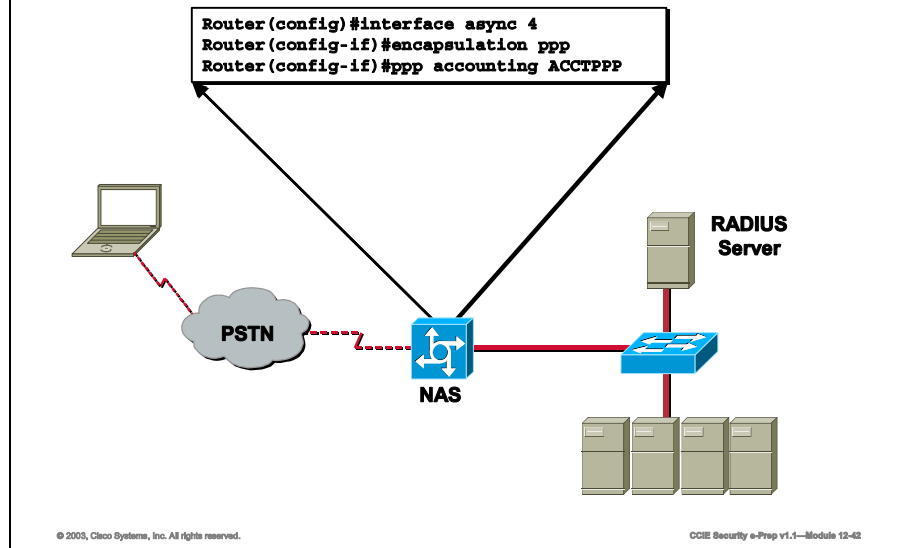 Router(config)#interface async 4
Router(config-if)#encapsulation ppp
Router(config-if)#ppp accounting ACCTPPP
RADIUS
Server
PSTN
NAS
© 2003, Cisco Systems, Inc. All rights reserved.
CCIE Security e-Prep v1.1—Module 12-42